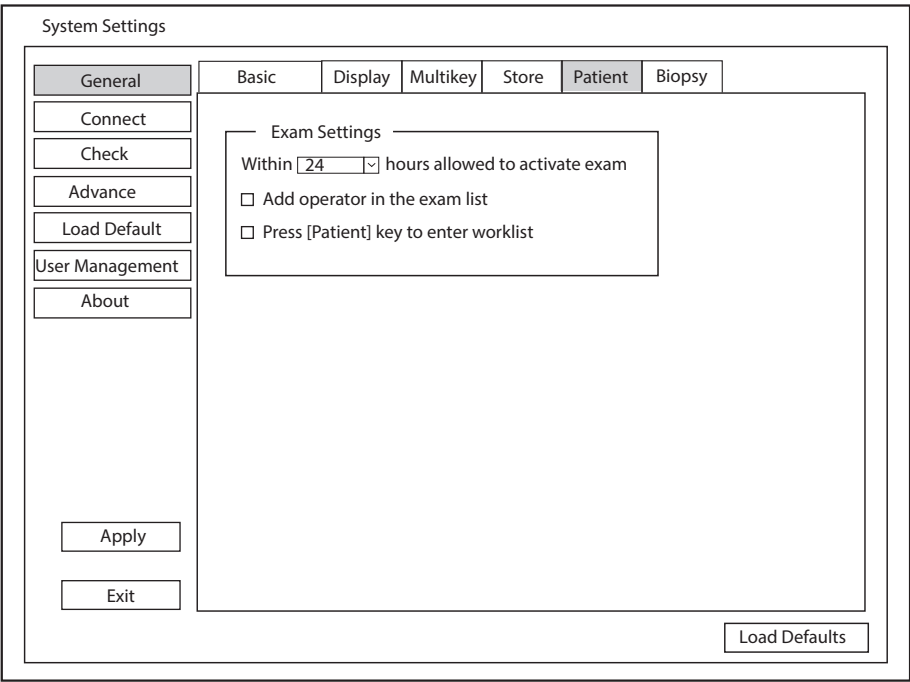 System Settings
General
Connect
Check
Advance
Load Default
User Management
About
Apply
Exit
Basic Display Multikey Store Patient Biopsy
Exam Settings
Within 24 hours allowed to activate exam
Add operator in the exam list
Press [Patient] key to enter worklist
Load Defaults